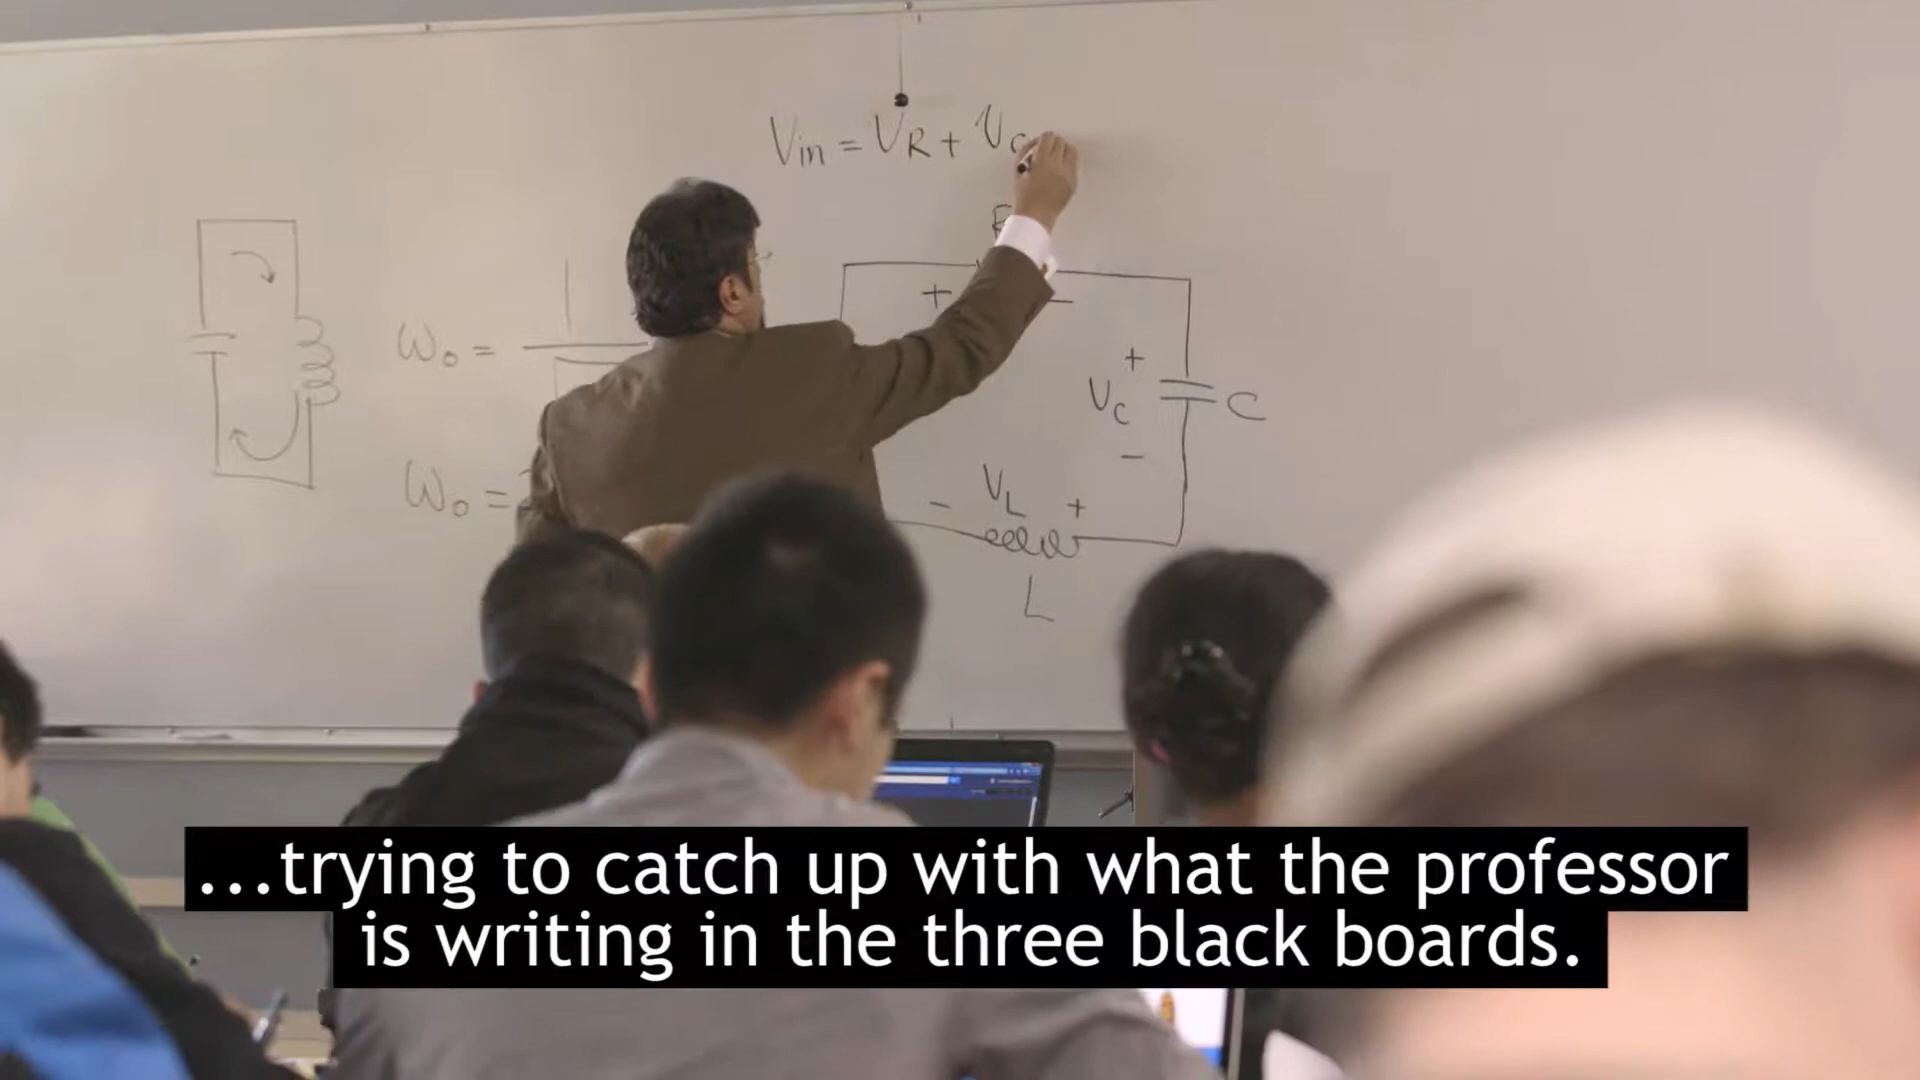 Vin = VR + VC
+ −
ω₀ = 1
+
VC
C
−
ω₀ =
VL
− +
L
...trying to catch up with what the professor
is writing in the three black boards.